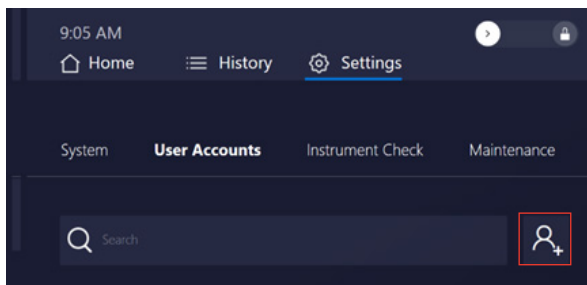 9:05 AM
Home History Settings
System User Accounts Instrument Check Maintenance
Search